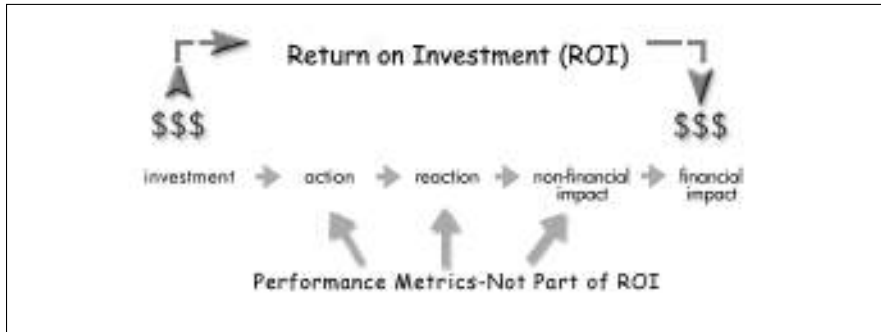 Return on Investment (ROI)
$$$ $$$
investment action reaction non-financial financial
impact impact
Performance Metrics-Not Part of ROI